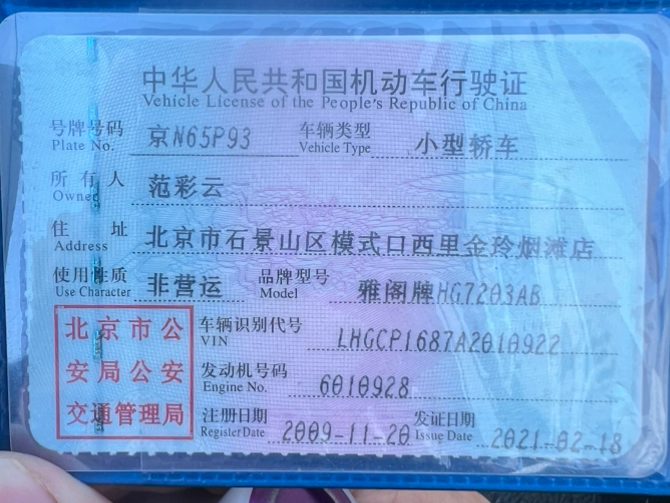 中华人民共和国机动车行驶证
Vehicle License of the People's Republic of China
号牌号码 京N65P93 车辆类型 小型轿车
Plate No. Vehicle Type
所有人 范彩云
Owner
住址 北京市石景山区模式口西里金玲烟滩店
Address
使用性质 非营运 品牌型号 雅阁牌HG7203AB
Use Character Model
北京市公 车辆识别代号 LHGCP1687A2010922
VIN
安局公安 发动机号码 6010928
Engine No.
交通管理局 注册日期 2009-11-20 发证日期 2021-02-18
Register Date Issue Date